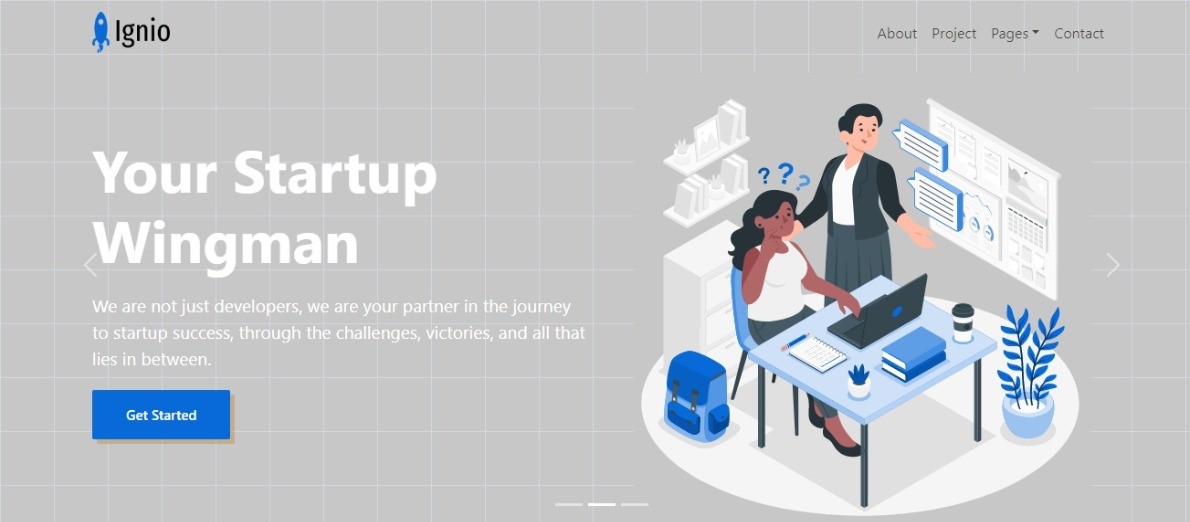 Ignio
About Project Pages Contact
Your Startup
Wingman
We are not just developers, we are your partner in the journey
to startup success, through the challenges, victories, and all that
lies in between.
Get Started
? ? ?